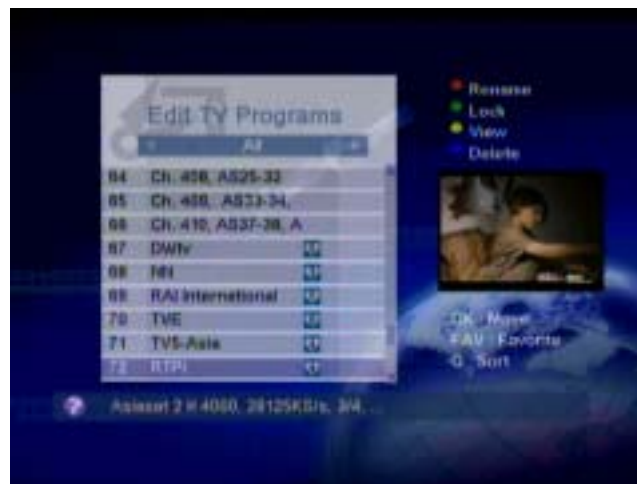 Edit TV Programs
All
64 Ch. 408, AS25-32
65 Ch. 409, AS33-34,
66 Ch. 410, AS37-38, A
67 DWtv
68 NN
69 RAI International
70 TVE
71 TV5-Asia
72 RTPi
Rename
Lock
View
Delete
OK Move
FAV Favorite
0 Sort
? Asiasat 2 H 4000, 28125KS/s, 3/4, ...